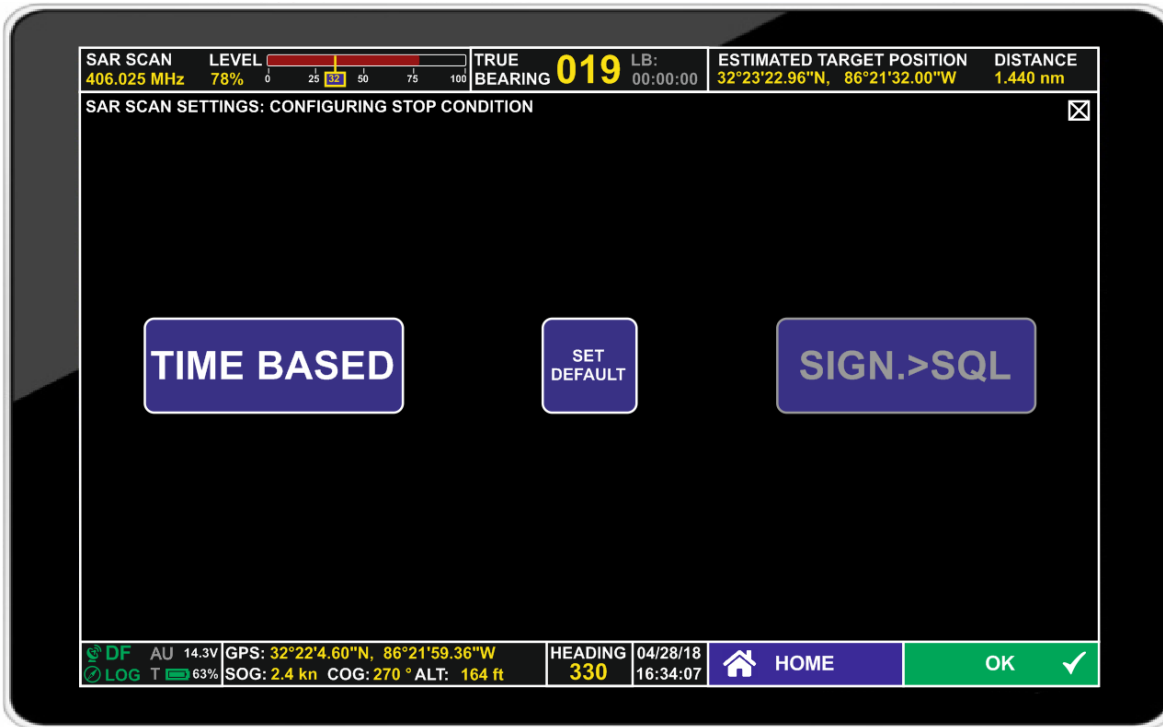 SAR SCAN LEVEL TRUE BEARING 019 LB: 00:00:00 ESTIMATED TARGET POSITION DISTANCE
406.025 MHz 78% 0 25 32 50 75 100 32°23'22.96"N, 86°21'32.00"W 1.440 nm
SAR SCAN SETTINGS: CONFIGURING STOP CONDITION
TIME BASED
SET
DEFAULT
SIGN.>SQL
DF AU 14.3V GPS: 32°22'4.60"N, 86°21'59.36"W HEADING 04/28/18
LOG T 63% SOG: 2.4 kn COG: 270 ° ALT: 164 ft 330 16:34:07
HOME
OK